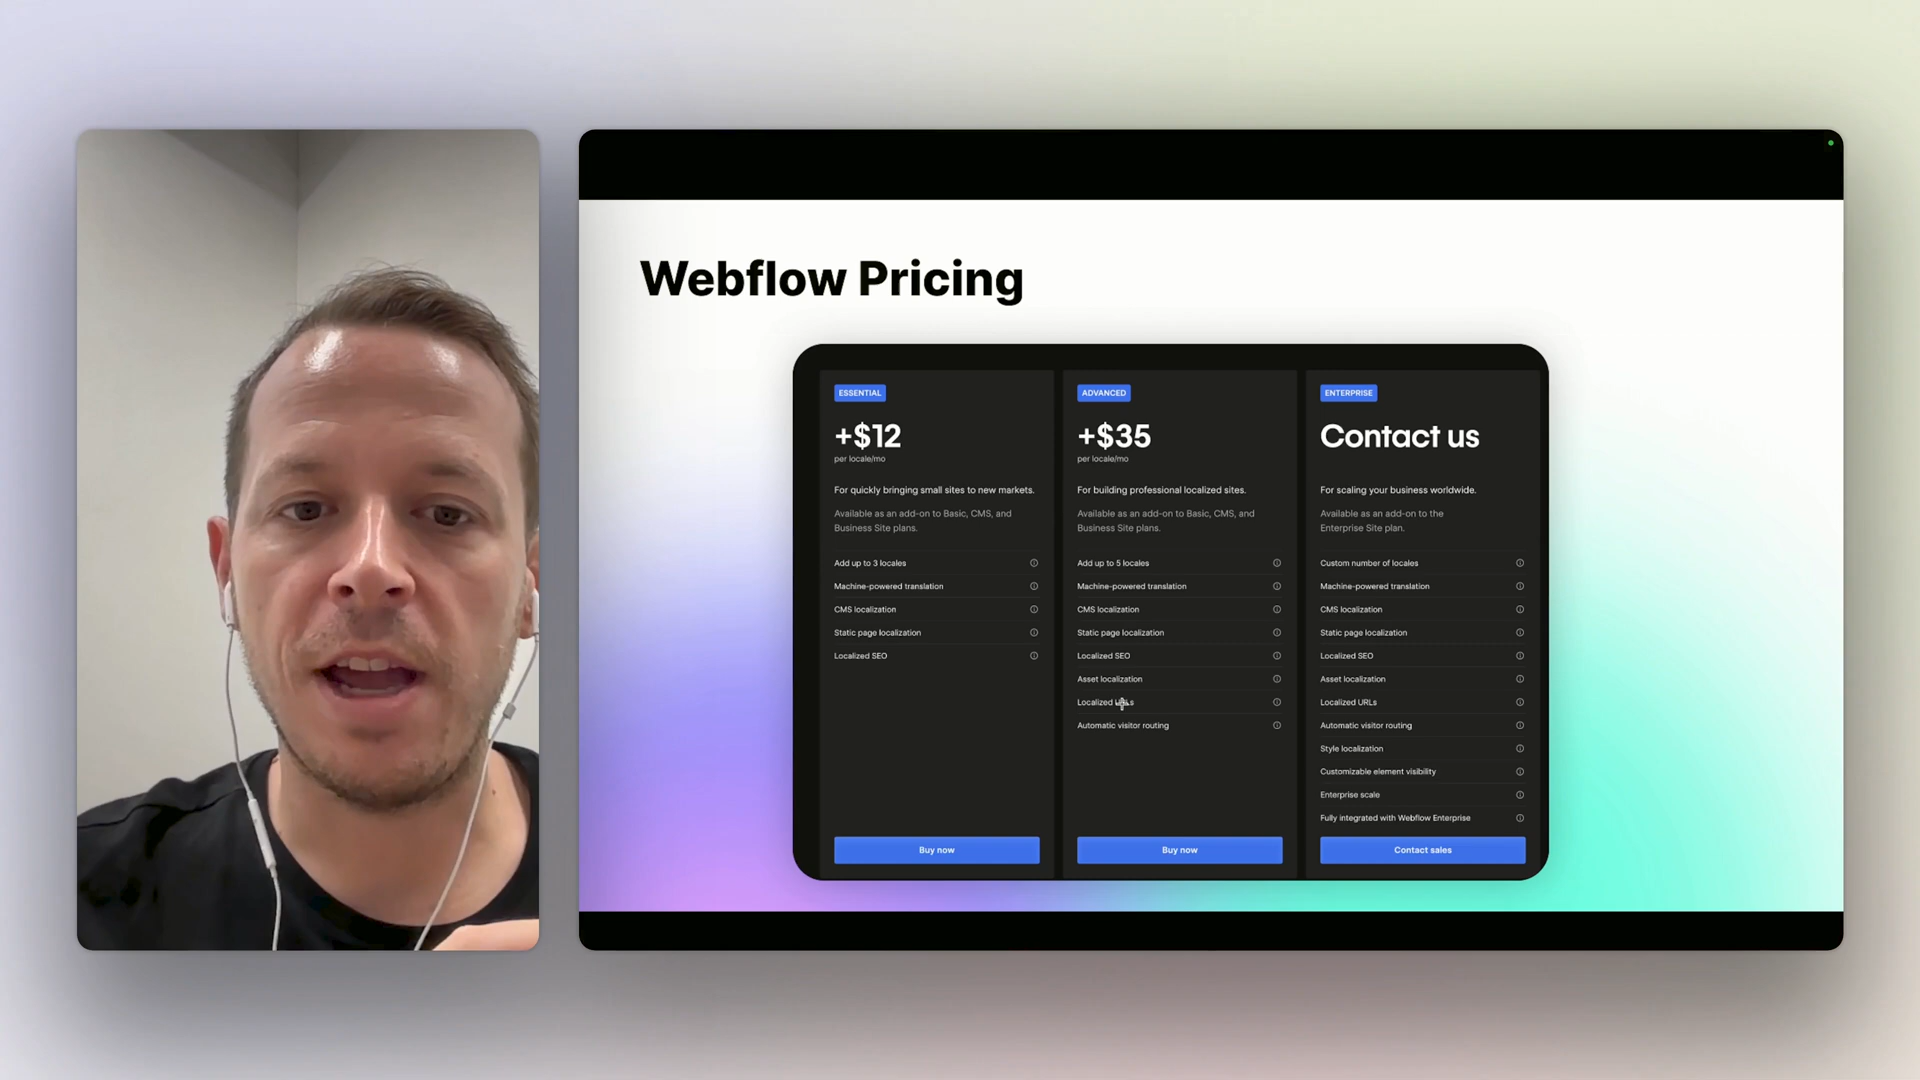 Webflow Pricing
ESSENTIAL
+$12
per locale/mo
For quickly bringing small sites to new markets.
Available as an add-on to Basic, CMS, and
Business Site plans.
Add up to 3 locales
Machine-powered translation
CMS localization
Static page localization
Localized SEO
Buy now
ADVANCED
+$35
per locale/mo
For building professional localized sites.
Available as an add-on to Basic, CMS, and
Business Site plans.
Add up to 5 locales
Machine-powered translation
CMS localization
Static page localization
Localized SEO
Asset localization
Localized URLs
Automatic visitor routing
Buy now
ENTERPRISE
Contact us
For scaling your business worldwide.
Available as an add-on to the
Enterprise Site plan.
Custom number of locales
Machine-powered translation
CMS localization
Static page localization
Localized SEO
Asset localization
Localized URLs
Automatic visitor routing
Style localization
Customizable element visibility
Enterprise scale
Fully integrated with Webflow Enterprise
Contact sales